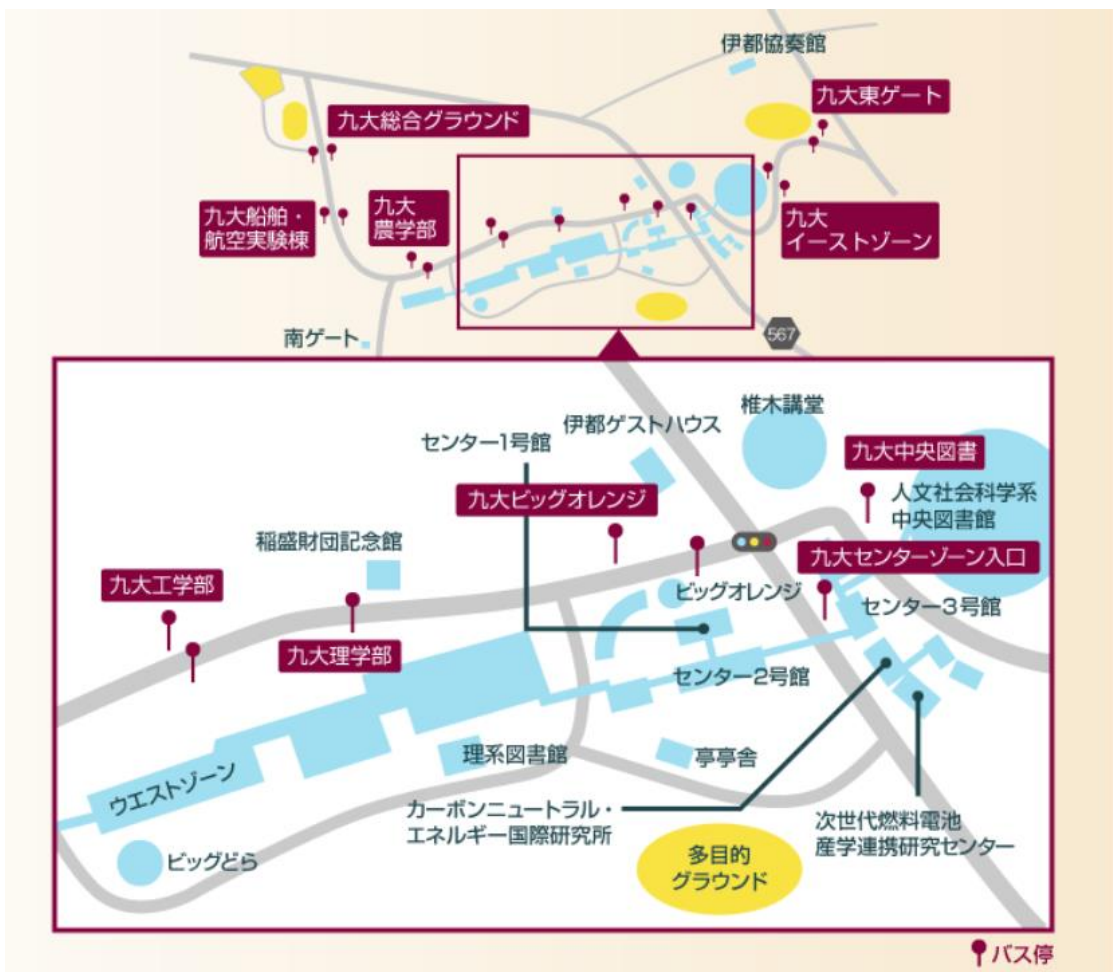 伊都協奏館
九大東ゲート
九大総合グラウンド
九大船舶・
航空実験棟
九大
農学部
九大
イーストゾーン
南ゲート
567
椎木講堂
伊都ゲストハウス
センター1号館
九大中央図書
九大ビッグオレンジ
人文社会科学系
中央図書館
稲盛財団記念館
九大センターゾーン入口
九大工学部
ビッグオレンジ
センター3号館
九大理学部
センター2号館
理系図書館
亭亭舎
ウエストゾーン
カーボンニュートラル・
エネルギー国際研究所
次世代燃料電池
産学連携研究センター
多目的
グラウンド
ビッグどら
バス停